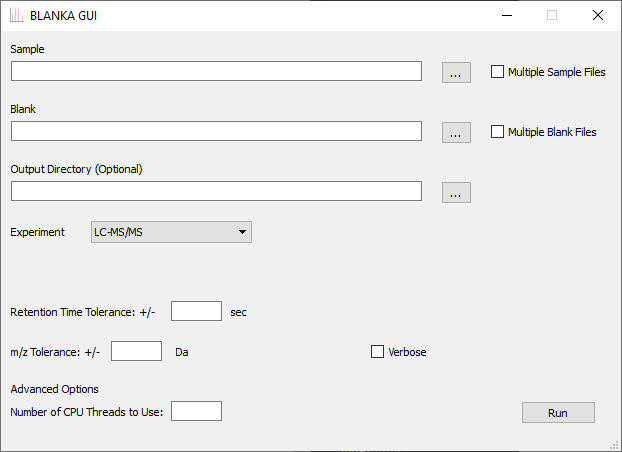 BLANKA GUI
Sample
... Multiple Sample Files
Blank
... Multiple Blank Files
Output Directory (Optional)
...
Experiment LC-MS/MS
Retention Time Tolerance: +/- sec
m/z Tolerance: +/- Da Verbose
Advanced Options
Number of CPU Threads to Use: Run